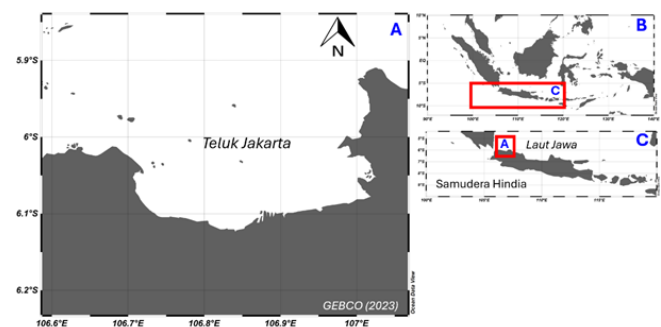 A
N
5.9°S
6°S
6.1°S
6.2°S
Teluk Jakarta
GEBCO (2023)
Ocean Data View
106.6°E
106.7°E
106.8°E
106.9°E
107°E
B
C
C
A
Laut Jawa
Samudera Hindia